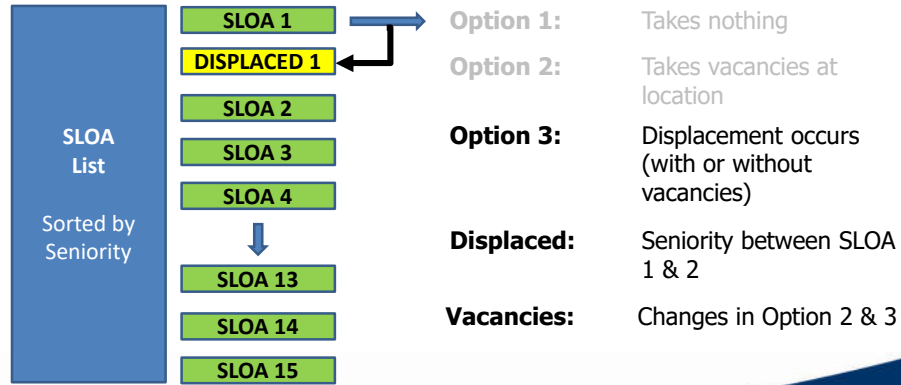 SLOA
List
Sorted by
Seniority
SLOA 1
DISPLACED 1
SLOA 2
SLOA 3
SLOA 4
SLOA 13
SLOA 14
SLOA 15
Option 1: Takes nothing
Option 2: Takes vacancies at
location
Option 3: Displacement occurs
(with or without
vacancies)
Displaced: Seniority between SLOA
1 & 2
Vacancies: Changes in Option 2 & 3